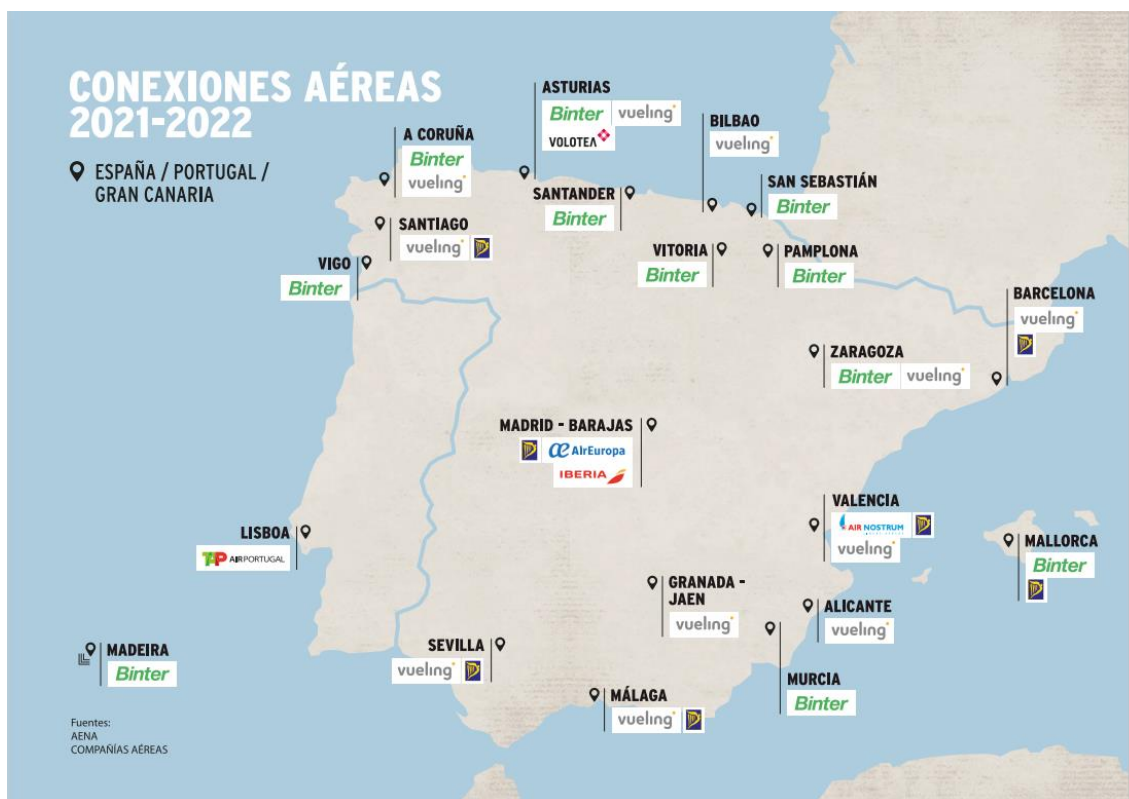 CONEXIONES AÉREAS
2021-2022
ESPAÑA / PORTUGAL /
GRAN CANARIA
A CORUÑA
Binter
vueling
ASTURIAS
Binter vueling
VOLOTEA
BILBAO
vueling
SANTANDER
Binter
SAN SEBASTIÁN
Binter
SANTIAGO
vueling
VIGO
Binter
VITORIA
Binter
PAMPLONA
Binter
BARCELONA
vueling
ZARAGOZA
Binter vueling
MADRID - BARAJAS
AirEuropa
IBERIA
VALENCIA
AIR NOSTRUM
vueling
LISBOA
TAP AIRPORTUGAL
MALLORCA
Binter
GRANADA -
JAEN
vueling
ALICANTE
vueling
SEVILLA
vueling
MADEIRA
Binter
MURCIA
Binter
MÁLAGA
vueling
Fuentes:
AENA
COMPAÑÍAS AÉREAS